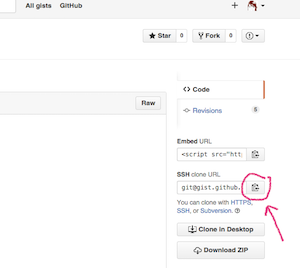 All gists GitHub
Star 0 Fork 0
Code
Raw
Revisions 5
Embed URL
<script src="htt
SSH clone URL
git@gist.github.
You can clone with HTTPS,
SSH, or Subversion.
Clone in Desktop
Download ZIP